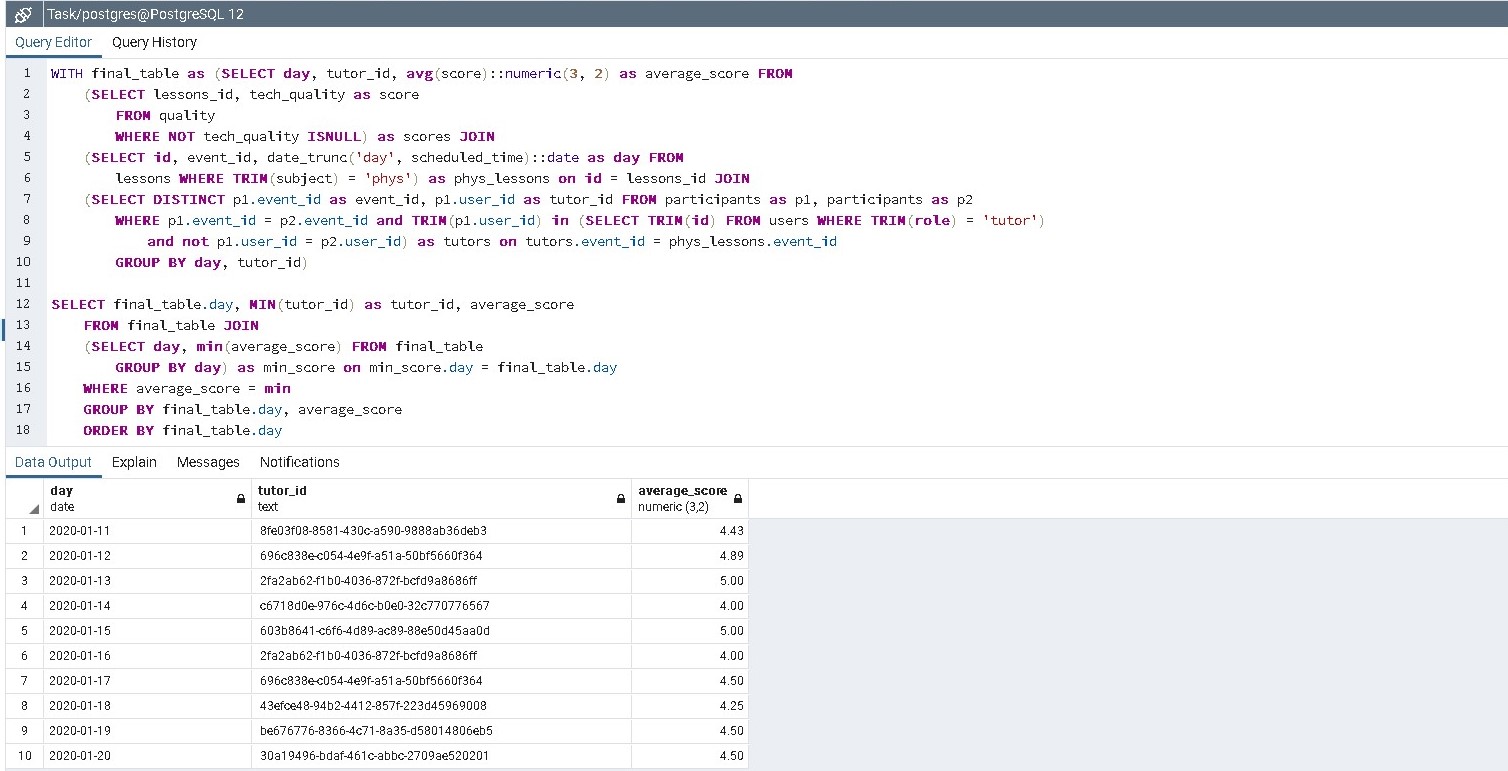 Task/postgres@PostgreSQL 12
Query Editor Query History
1 WITH final_table as (SELECT day, tutor_id, avg(score)::numeric(3, 2) as average_score FROM
2 (SELECT lessons_id, tech_quality as score
3 FROM quality
4 WHERE NOT tech_quality ISNULL) as scores JOIN
5 (SELECT id, event_id, date_trunc('day', scheduled_time)::date as day FROM
6 lessons WHERE TRIM(subject) = 'phys') as phys_lessons on id = lessons_id JOIN
7 (SELECT DISTINCT p1.event_id as event_id, p1.user_id as tutor_id FROM participants as p1, participants as p2
8 WHERE p1.event_id = p2.event_id and TRIM(p1.user_id) in (SELECT TRIM(id) FROM users WHERE TRIM(role) = 'tutor')
9 and not p1.user_id = p2.user_id) as tutors on tutors.event_id = phys_lessons.event_id
10 GROUP BY day, tutor_id)
11
12 SELECT final_table.day, MIN(tutor_id) as tutor_id, average_score
13 FROM final_table JOIN
14 (SELECT day, min(average_score) FROM final_table
15 GROUP BY day) as min_score on min_score.day = final_table.day
16 WHERE average_score = min
17 GROUP BY final_table.day, average_score
18 ORDER BY final_table.day
Data Output Explain Messages Notifications
day tutor_id average_score
date text numeric (3,2)
1 2020-01-11 8fe03f08-8581-430c-a590-9888ab36deb3 4.43
2 2020-01-12 696c838e-c054-4e9f-a51a-50bf5660f364 4.89
3 2020-01-13 2fa2ab62-f1b0-4036-872f-bcfd9a8686ff 5.00
4 2020-01-14 c6718d0e-976c-4d6c-b0e0-32c770776567 4.00
5 2020-01-15 603b8641-c6f6-4d89-ac89-88e50d45aa0d 5.00
6 2020-01-16 2fa2ab62-f1b0-4036-872f-bcfd9a8686ff 4.00
7 2020-01-17 696c838e-c054-4e9f-a51a-50bf5660f364 4.50
8 2020-01-18 43efce48-94b2-4412-857f-223d45969008 4.25
9 2020-01-19 be676776-8366-4c71-8a35-d58014806eb5 4.50
10 2020-01-20 30a19496-bdaf-461c-abbc-2709ae520201 4.50